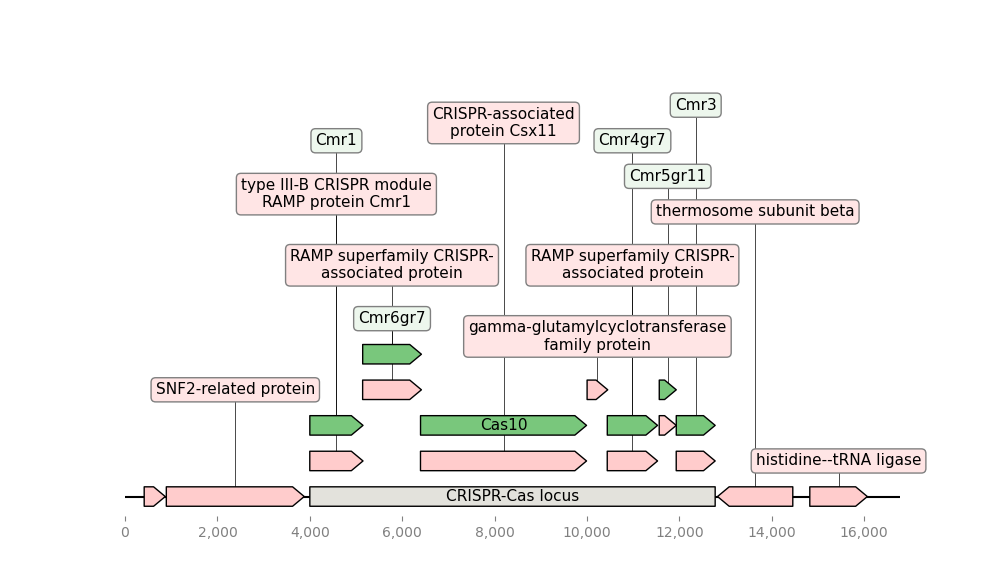 Cmr3
CRISPR-associated
protein Csx11
Cmr1
Cmr4gr7
Cmr5gr11
type III-B CRISPR module
RAMP protein Cmr1
thermosome subunit beta
RAMP superfamily CRISPR-
associated protein
RAMP superfamily CRISPR-
associated protein
Cmr6gr7
gamma-glutamylcyclotransferase
family protein
SNF2-related protein
Cas10
histidine--tRNA ligase
CRISPR-Cas locus
0
2,000
4,000
6,000
8,000
10,000
12,000
14,000
16,000